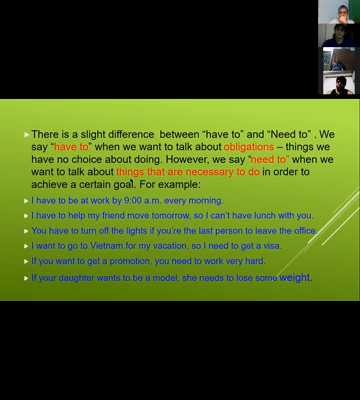 There is a slight difference between “have to” and “Need to” . We
say “have to” when we want to talk about obligations – things we
have no choice about doing. However, we say “need to” when we
want to talk about things that are necessary to do in order to
achieve a certain goal. For example:
I have to be at work by 9:00 a.m. every morning.
I have to help my friend move tomorrow, so I can’t have lunch with you.
You have to turn off the lights if you’re the last person to leave the office.
I want to go to Vietnam for my vacation, so I need to get a visa.
If you want to get a promotion, you need to work very hard.
If your daughter wants to be a model, she needs to lose some weight.